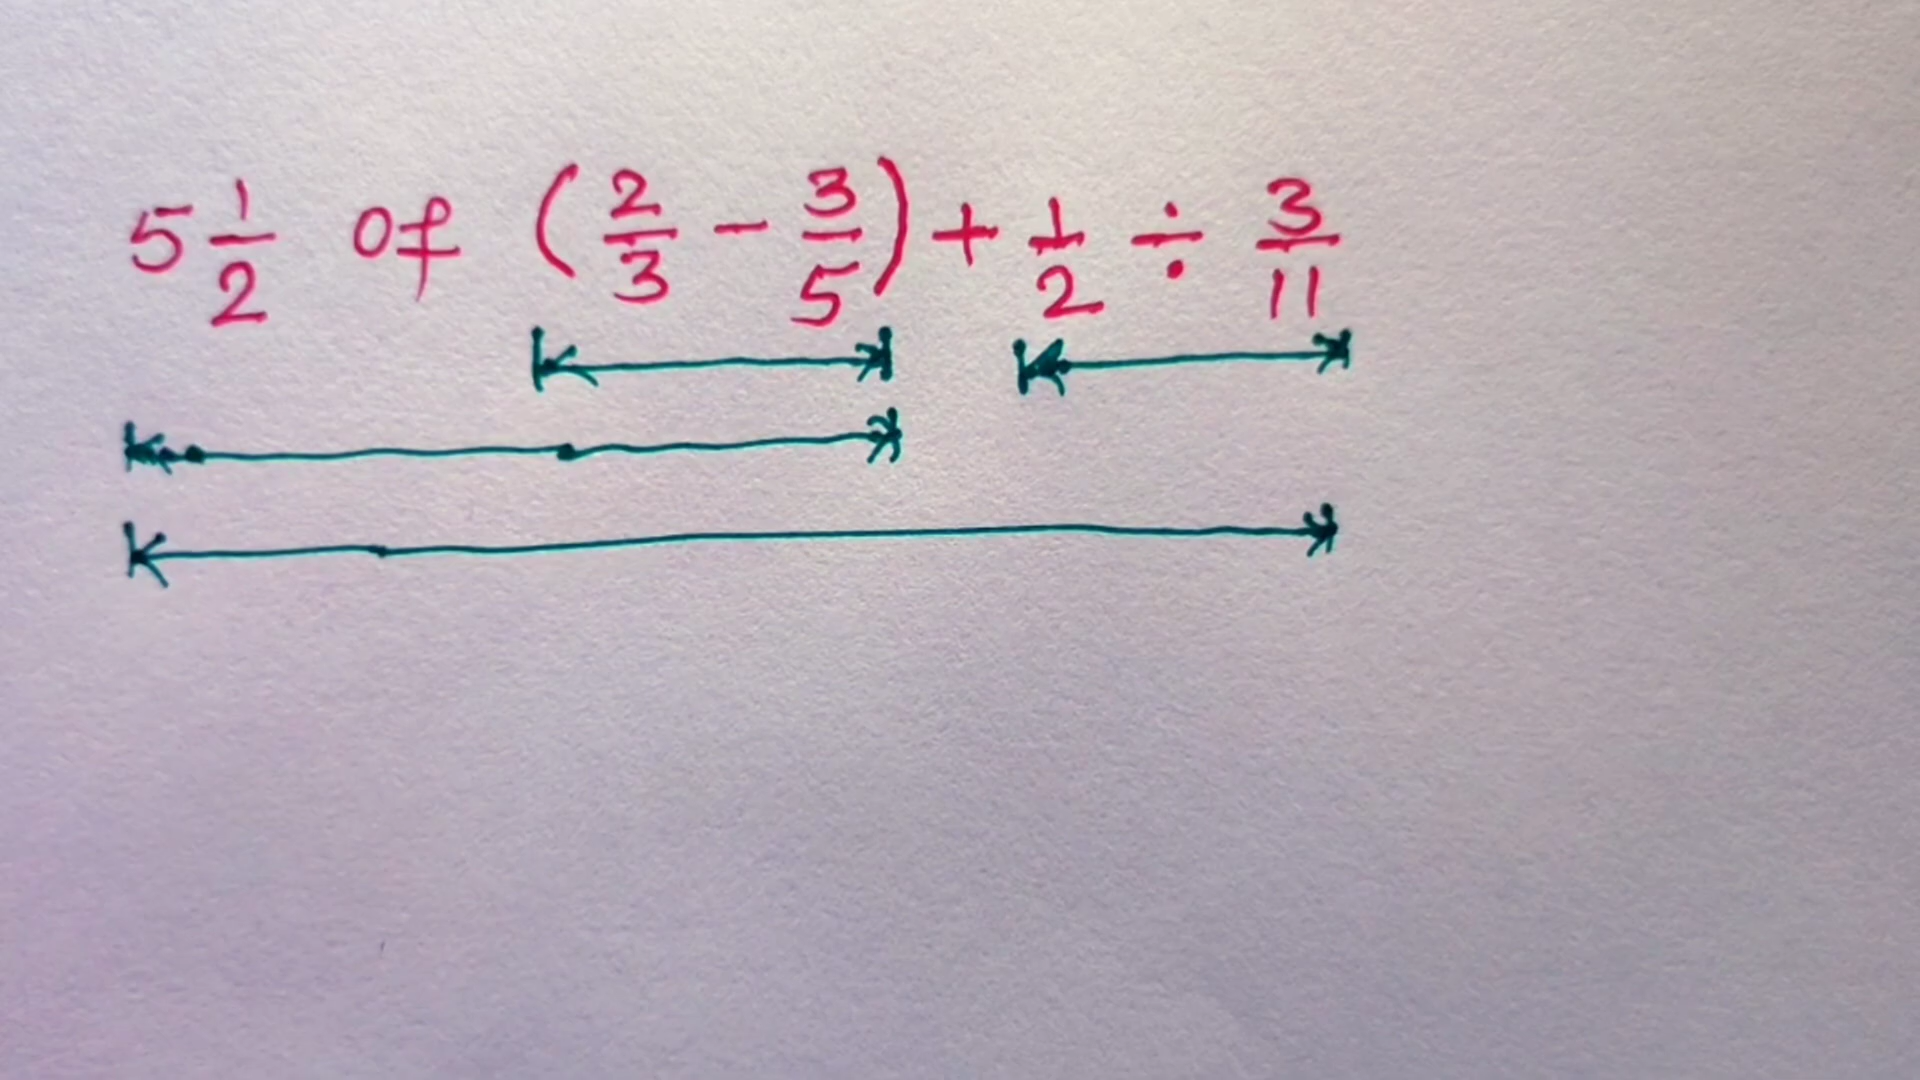 5 1/2 of (2/3 - 3/5) + 1/2 ÷ 3/11